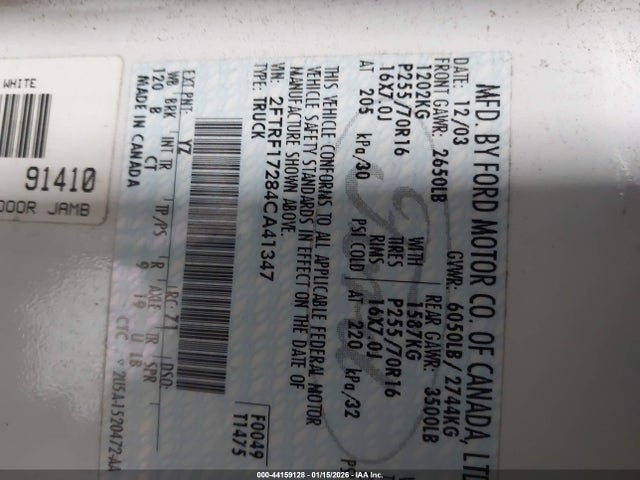 MFD. BY FORD MOTOR CO. OF CANADA, LTD
DATE: 12/03 GVWR: 6050LB / 2744KG
FRONT GAWR: 2650LB REAR GAWR: 3500LB
1202KG WITH 1587KG
P255/70R16 TIRES P255/70R16
16X7.0J RIMS 16X7.0J
AT 205 kPa/30 PSI COLD AT 220 kPa/32
THIS VEHICLE CONFORMS TO ALL APPLICABLE FEDERAL MOTOR
VEHICLE SAFETY STANDARDS IN EFFECT ON THE DATE OF
MANUFACTURE SHOWN ABOVE.
VIN: 2FTRF17284CA41347
TYPE: TRUCK
F0049
T1475
EXT PNT: YZ RC: 71 DSO:
WB BRK INT TR TP/PS R AXLE TR SPR
120 B CT 9 19 U LB
MADE IN CANADA
WHITE
91410
DOOR JAMB
000-44159128 - 01/15/2026 - IAA Inc.